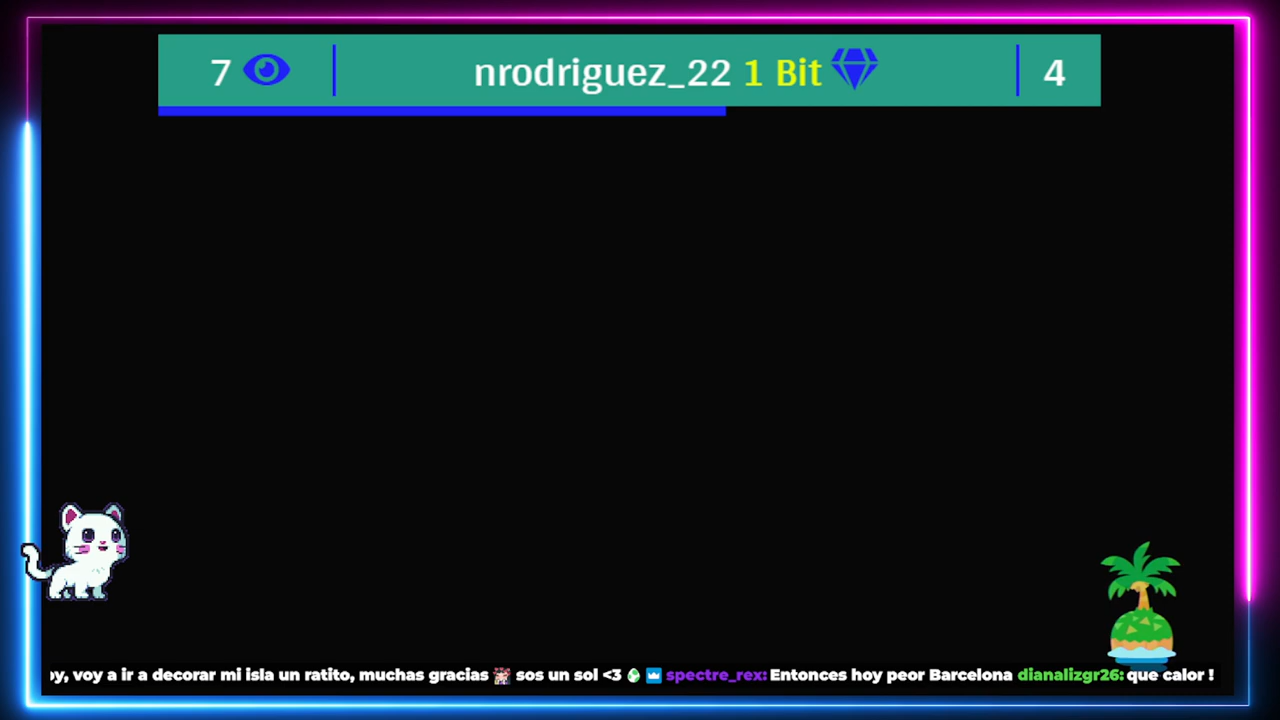 7 nrodriguez_22 1 Bit 4
voy a ir a decorar mi isla un ratito, muchas gracias sos un sol <3 spectre_rex: Entonces hoy peor Barcelona dianalizgr26: que calor !